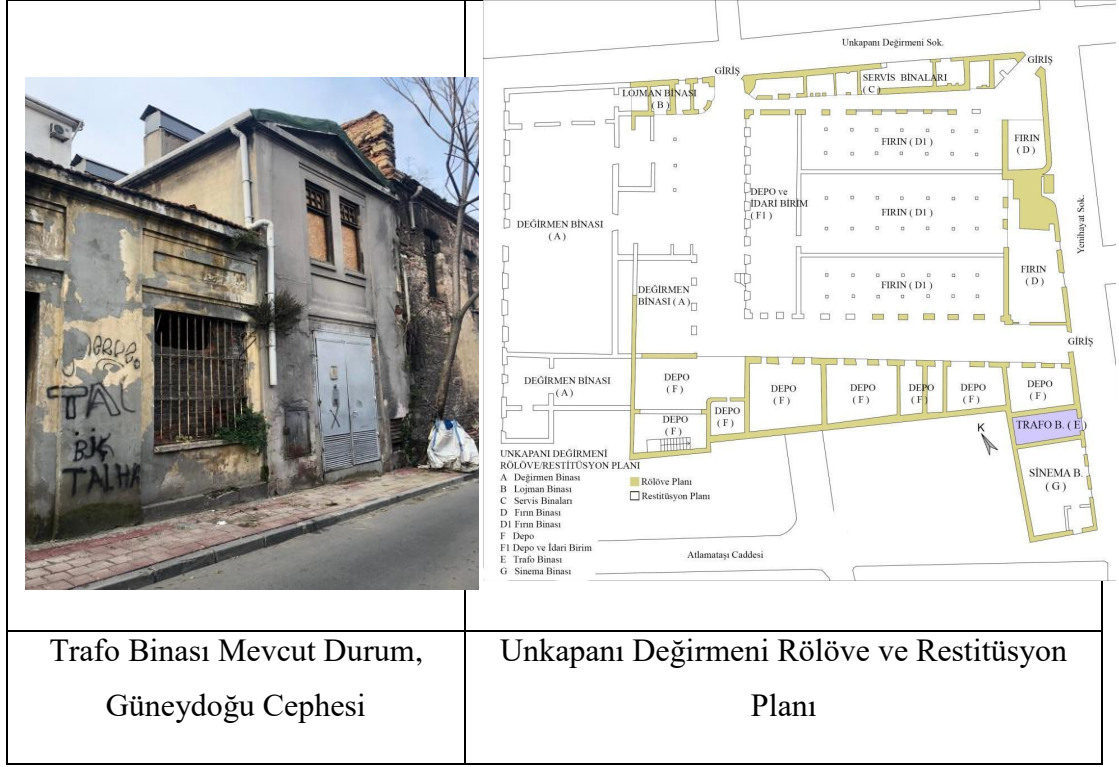 JERDE
TAL
BİÇ
TALHA
Unkapanı Değirmeni Sok.
GİRİŞ
GİRİŞ
LOJMAN BİNASI
( B )
SERVİS BİNALARI
( C )
FIRIN ( D1 )
FIRIN
( D )
DEPO ve
İDARİ BİRİM
( F1 )
FIRIN ( D1 )
Yenihayat Sok.
DEĞİRMEN BİNASI
( A )
FIRIN
( D )
DEĞİRMEN
BİNASI ( A )
FIRIN ( D1 )
GİRİŞ
DEĞİRMEN BİNASI
( A )
DEPO
( F )
DEPO
( F )
DEPO
( F )
DEPO
( F )
DEPO
( F )
DEPO
( F )
DEPO
( F )
DEPO
( F )
TRAFO B. ( E )
K
SİNEMA B.
( G )
UNKAPANI DEĞİRMENİ
RÖLÖVE/RESTİTÜSYON PLANI
A Değirmen Binası
B Lojman Binası
C Servis Binaları
D Fırın Binası
D1 Fırın Binası
F Depo
F1 Depo ve İdari Birim
E Trafo Binası
G Sinema Binası
Rölöve Planı
Restitüsyon Planı
Atlamataşı Caddesi
Trafo Binası Mevcut Durum,
Güneydoğu Cephesi
Unkapanı Değirmeni Rölöve ve Restitüsyon
Planı